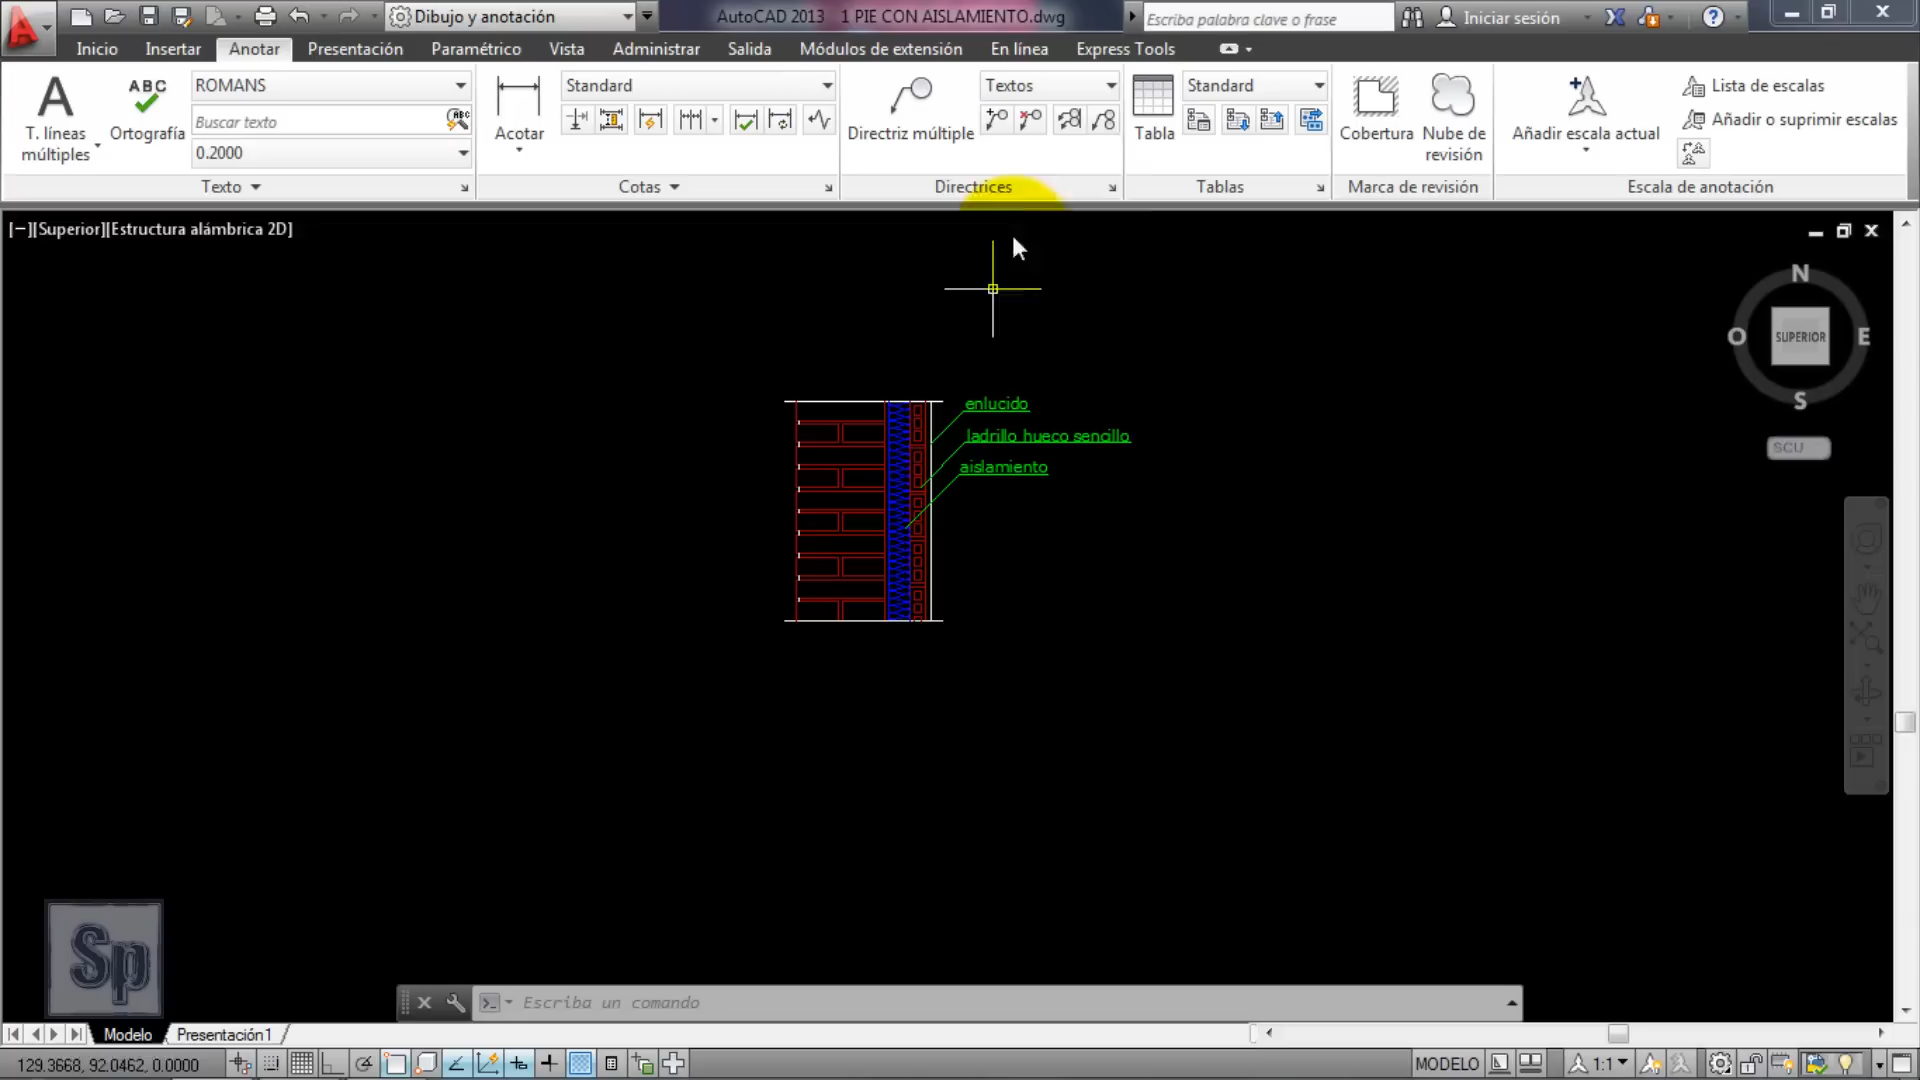 Dibujo y anotación
AutoCAD 2013 1 PIE CON AISLAMIENTO.dwg
Escriba palabra clave o frase
Iniciar sesión
Inicio Insertar Anotar Presentación Paramétrico Vista Administrar Salida Módulos de extensión En línea Express Tools
A
T. líneas
múltiples
ABC
Ortografía
ROMANS
Buscar texto
ABC
0.2000
Texto
Acotar
Standard
Cotas
Directriz múltiple
Textos
Directrices
Tabla
Standard
Tablas
Cobertura
Nube de
revisión
Marca de revisión
Añadir escala actual
Lista de escalas
Añadir o suprimir escalas
Escala de anotación
[−][Superior][Estructura alámbrica 2D]
N
O
SUPERIOR
E
S
SCU
enlucido
ladrillo hueco sencillo
aislamiento
Sp
Escriba un comando
Modelo Presentación1
129.3668, 92.0462, 0.0000
MODELO
1:1